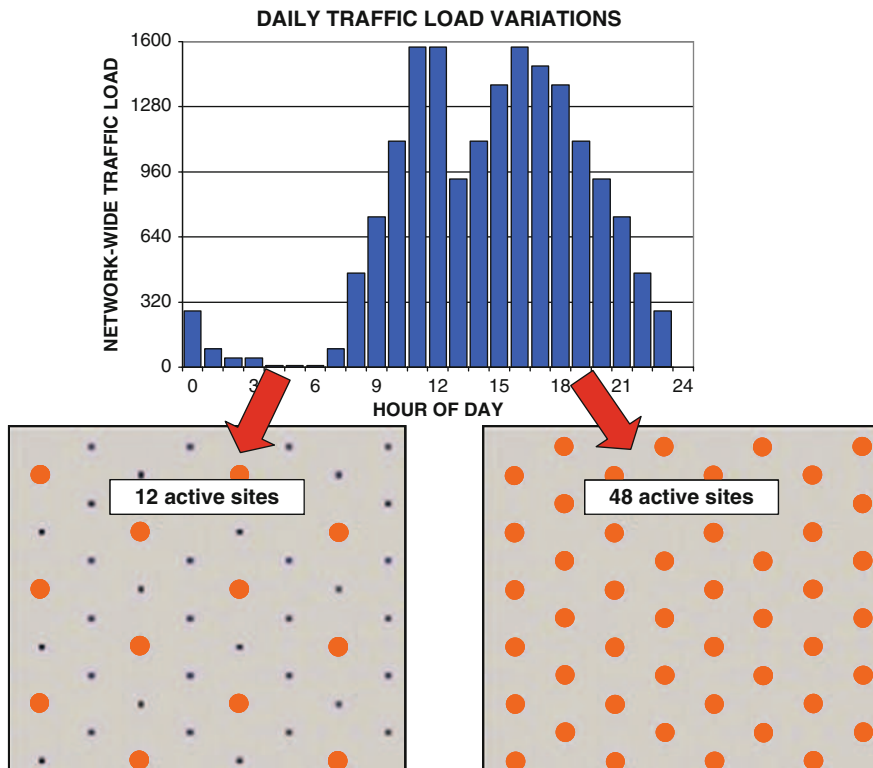 DAILY TRAFFIC LOAD VARIATIONS
NETWORK-WIDE TRAFFIC LOAD
1600
1280
960
640
320
0
0 3 6 9 12 15 18 21 24
HOUR OF DAY
12 active sites
48 active sites